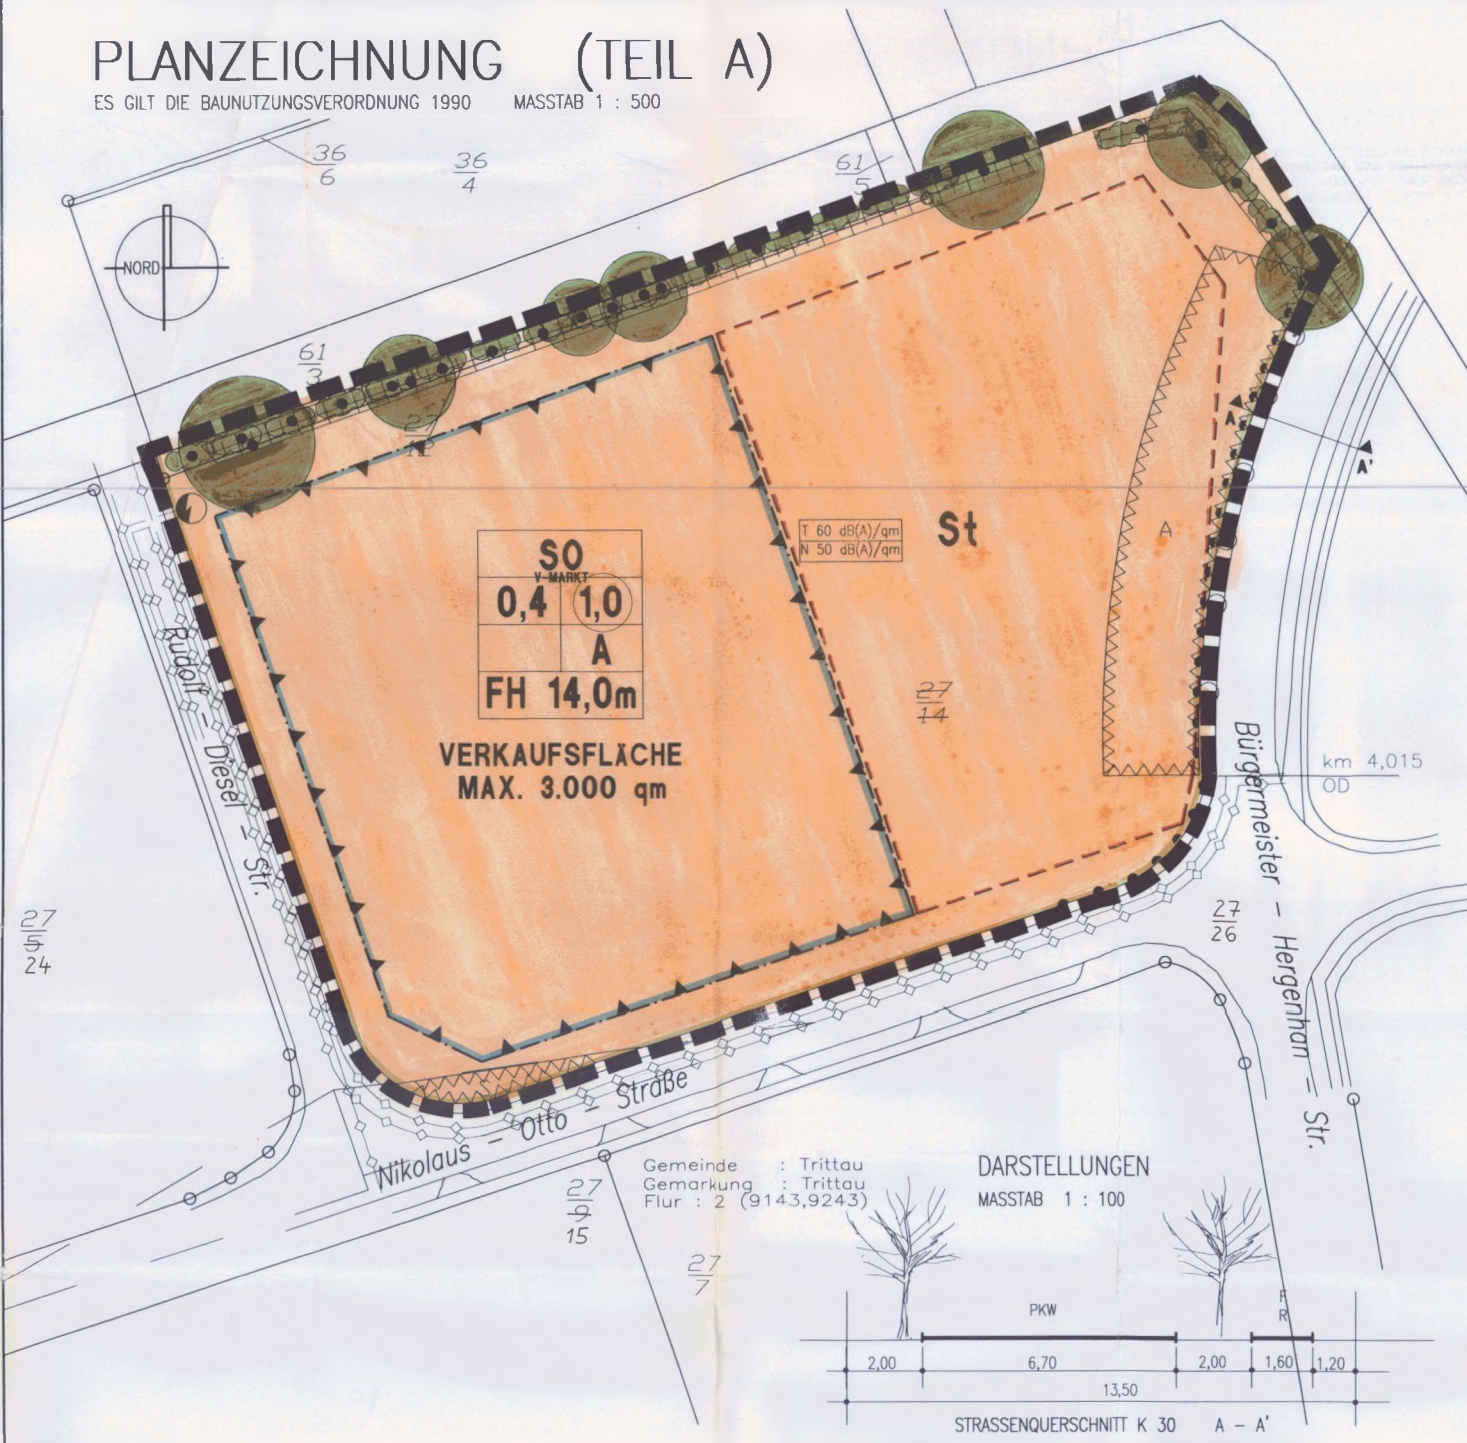 PLANZEICHNUNG (TEIL A)
ES GILT DIE BAUNUTZUNGSVERORDNUNG 1990 MASSTAB 1 : 500
36
6
36
4
61
5
NORD
61
3
27
SO
V-MARKT
0,4 1,0
A
FH 14,0m
VERKAUFSFLÄCHE
MAX. 3.000 qm
T 60 dB(A)/qm
N 50 dB(A)/qm
St
A
A
A'
27
14
Rudolf - Diesel - Str.
Bürgermeister - Hergenhan - Str.
km 4,015
OD
27
5
24
27
26
Nikolaus - Otto - Straße
27
9
15
27
7
Gemeinde : Trittau
Gemarkung : Trittau
Flur : 2 (9143,9243)
DARSTELLUNGEN
MASSTAB 1 : 100
PKW
F
R
2,00 6,70 2,00 1,60 1,20
13,50
STRASSENQUERSCHNITT K 30 A - A'